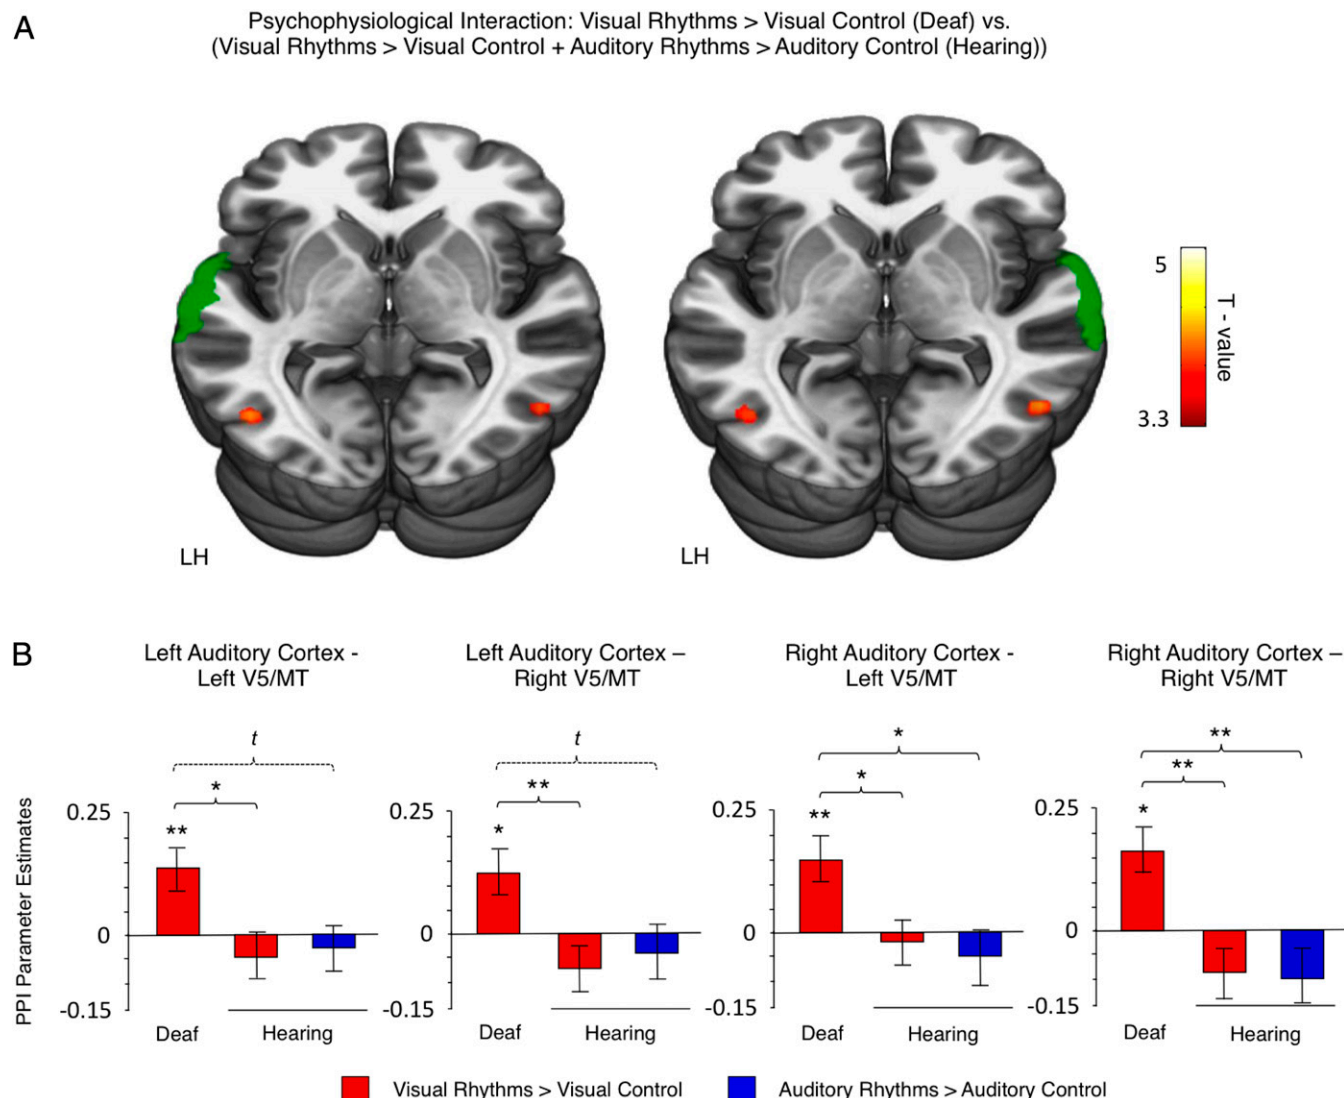 A
Psychophysiological Interaction: Visual Rhythms > Visual Control (Deaf) vs.
(Visual Rhythms > Visual Control + Auditory Rhythms > Auditory Control (Hearing))
5
T - value
3.3
LH
LH
B
Left Auditory Cortex -
Left V5/MT
Left Auditory Cortex –
Right V5/MT
Right Auditory Cortex -
Left V5/MT
Right Auditory Cortex –
Right V5/MT
PPI Parameter Estimates
t
*
**
0.25
0
-0.15
Deaf
Hearing
t
**
*
0.25
0
-0.15
Deaf
Hearing
*
*
**
0.25
0
-0.15
Deaf
Hearing
**
**
*
0.25
0
-0.15
Deaf
Hearing
Visual Rhythms > Visual Control
Auditory Rhythms > Auditory Control